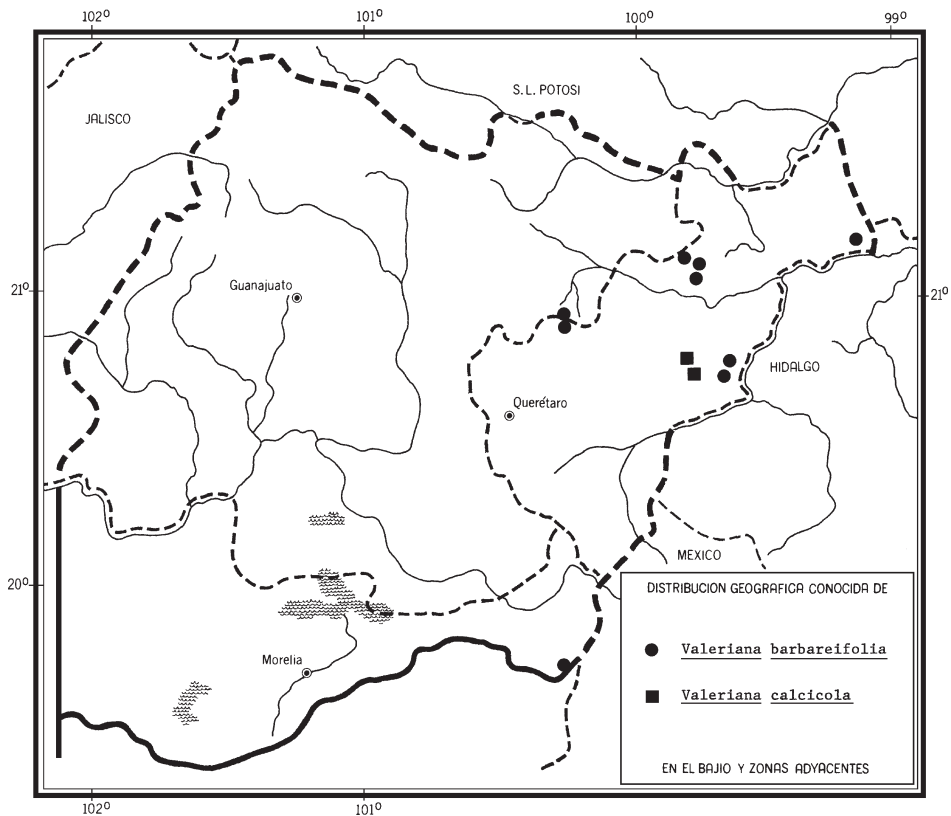 102° 101° 100° 99°
S.L. POTOSI
JALISCO
Guanajuato
21° 21°
HIDALGO
Querétaro
MEXICO
20°
DISTRIBUCION GEOGRAFICA CONOCIDA DE
Valeriana barbareifolia
Morelia
Valeriana calcicola
EN EL BAJIO Y ZONAS ADYACENTES
102° 101°